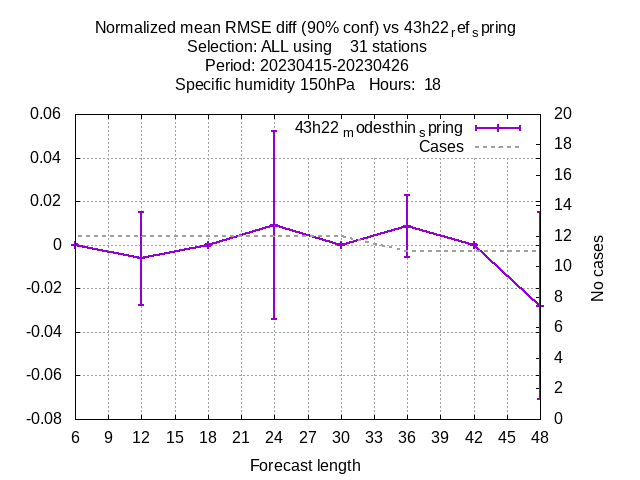 Normalized mean RMSE diff (90% conf) vs 43h22refspring
Selection: ALL using 31 stations
Period: 20230415-20230426
Specific humidity 150hPa Hours: 18
43h22modesthinspring
Cases
0.06
0.04
0.02
0
-0.02
-0.04
-0.06
-0.08
20
18
16
14
12
10
8
6
4
2
0
No cases
6 9 12 15 18 21 24 27 30 33 36 39 42 45 48
Forecast length